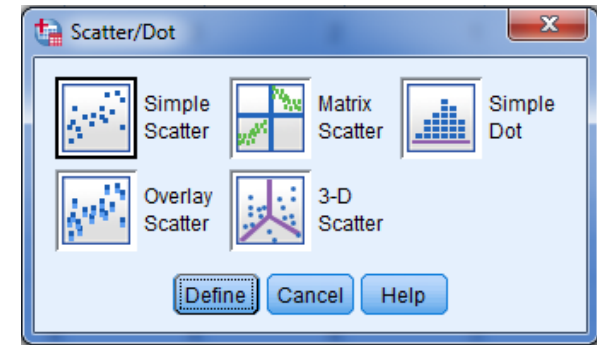 Scatter/Dot
Simple
Scatter
Matrix
Scatter
Simple
Dot
Overlay
Scatter
3-D
Scatter
Define
Cancel
Help